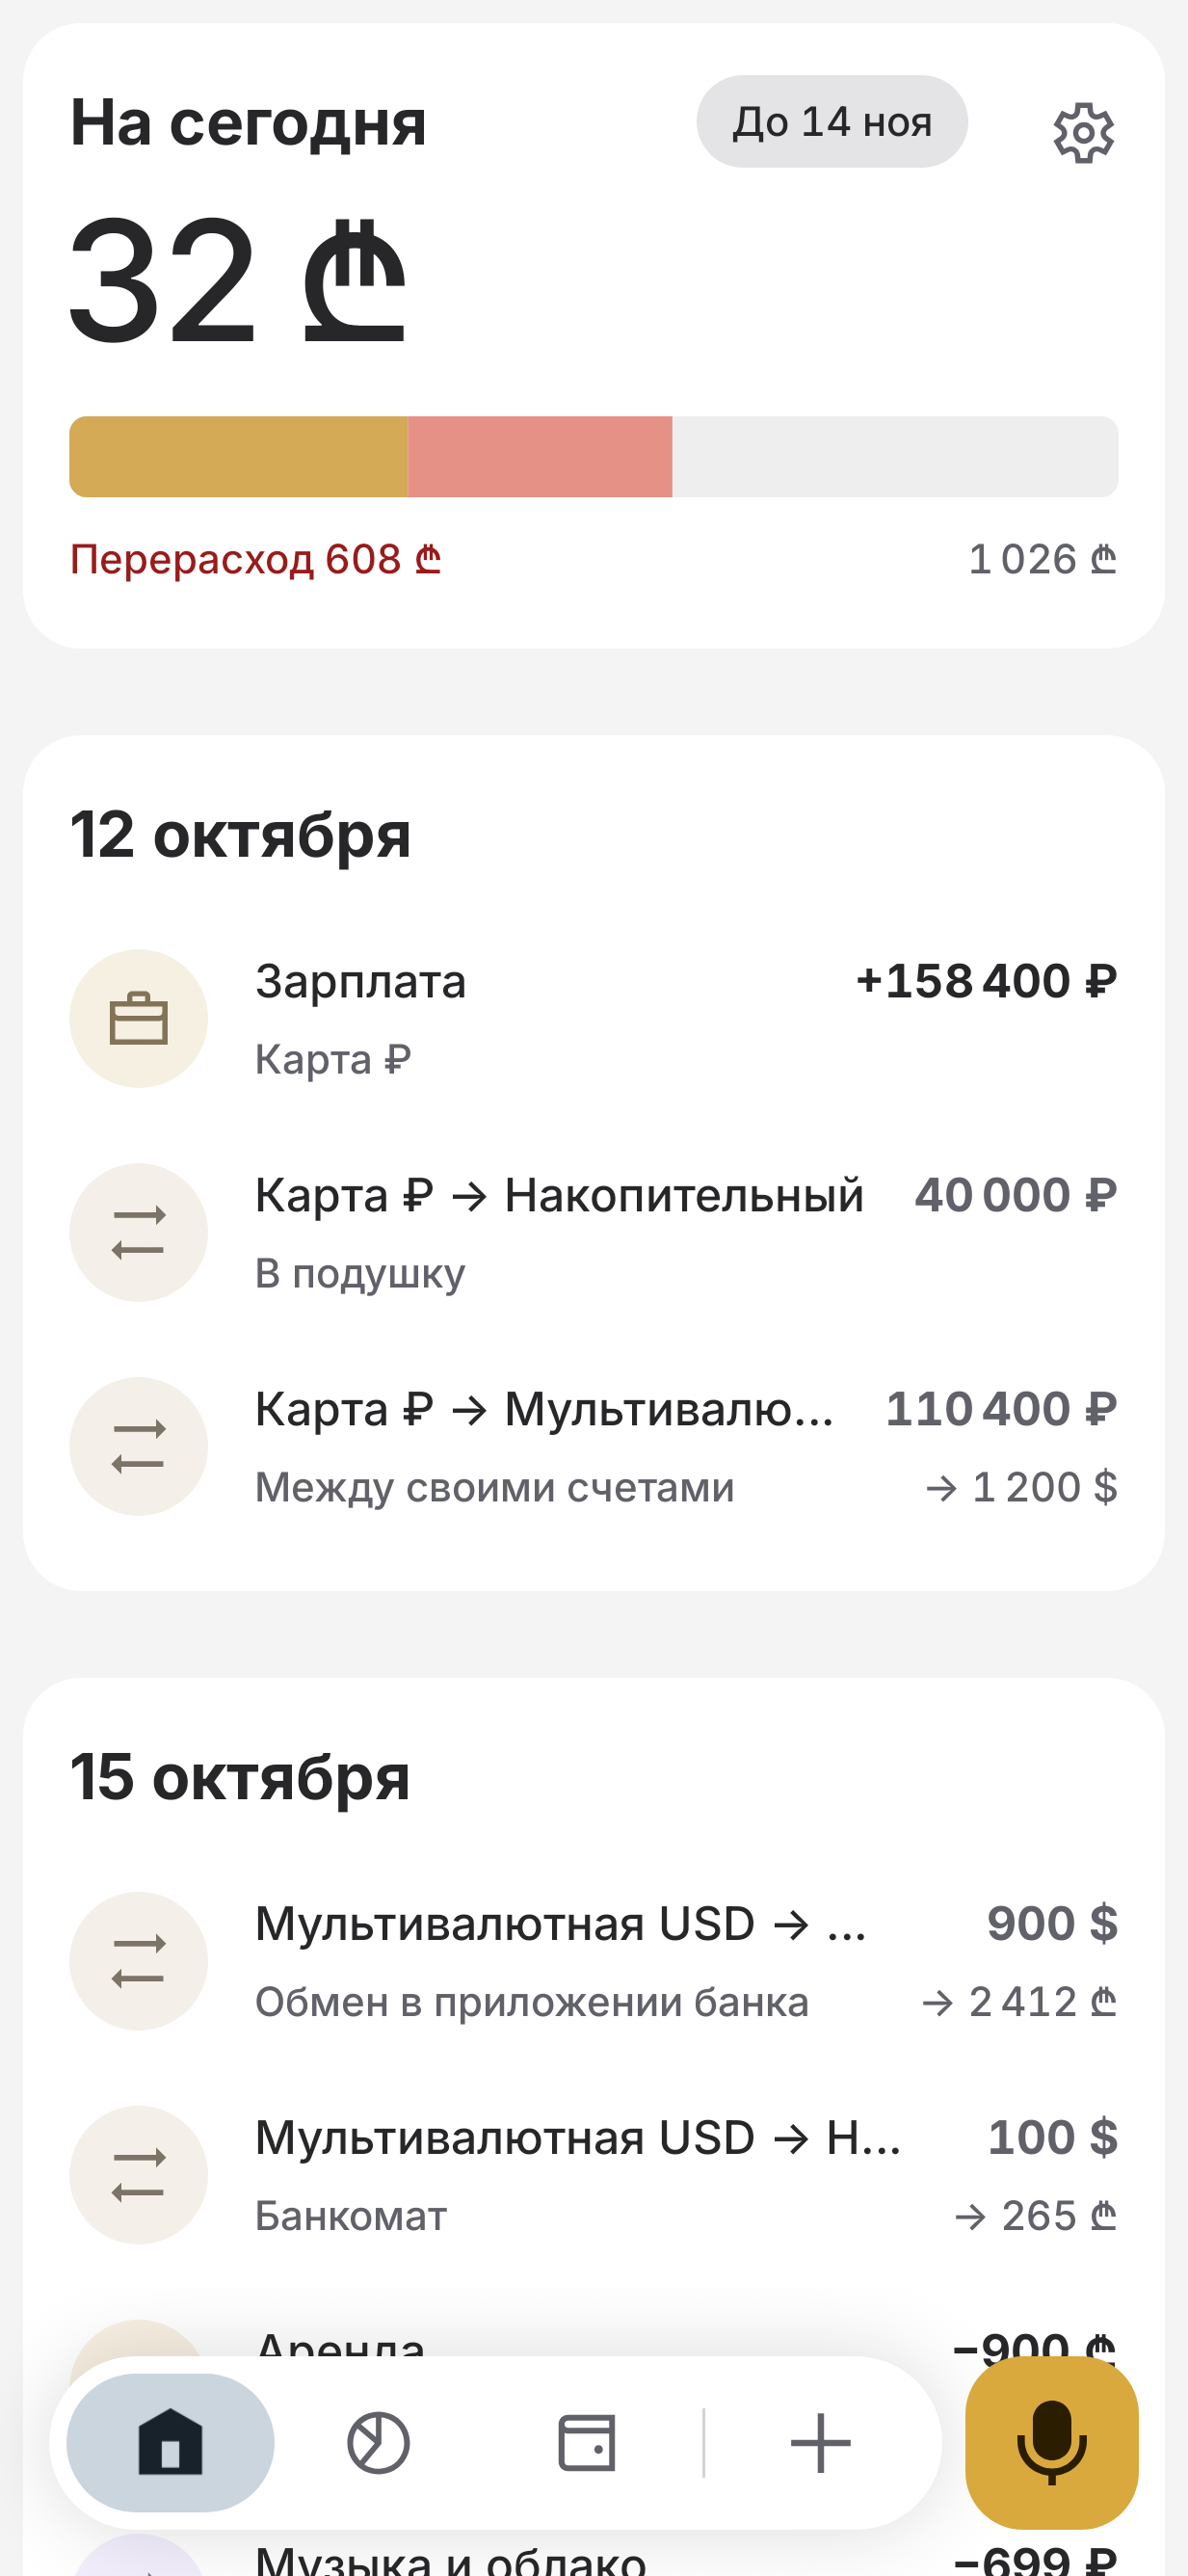 На сегодня
До 14 ноя
32 ₾
Перерасход 608 ₾
1 026 ₾
12 октября
Зарплата
+158 400 ₽
Карта ₽
Карта ₽ → Накопительный
40 000 ₽
В подушку
Карта ₽ → Мультивалю...
110 400 ₽
Между своими счетами
→ 1 200 $
15 октября
Мультивалютная USD → ...
900 $
Обмен в приложении банка
→ 2 412 ₾
Мультивалютная USD → Н...
100 $
Банкомат
→ 265 ₾
Аренда
−900 ₾
Музыка и облако
−699 ₽